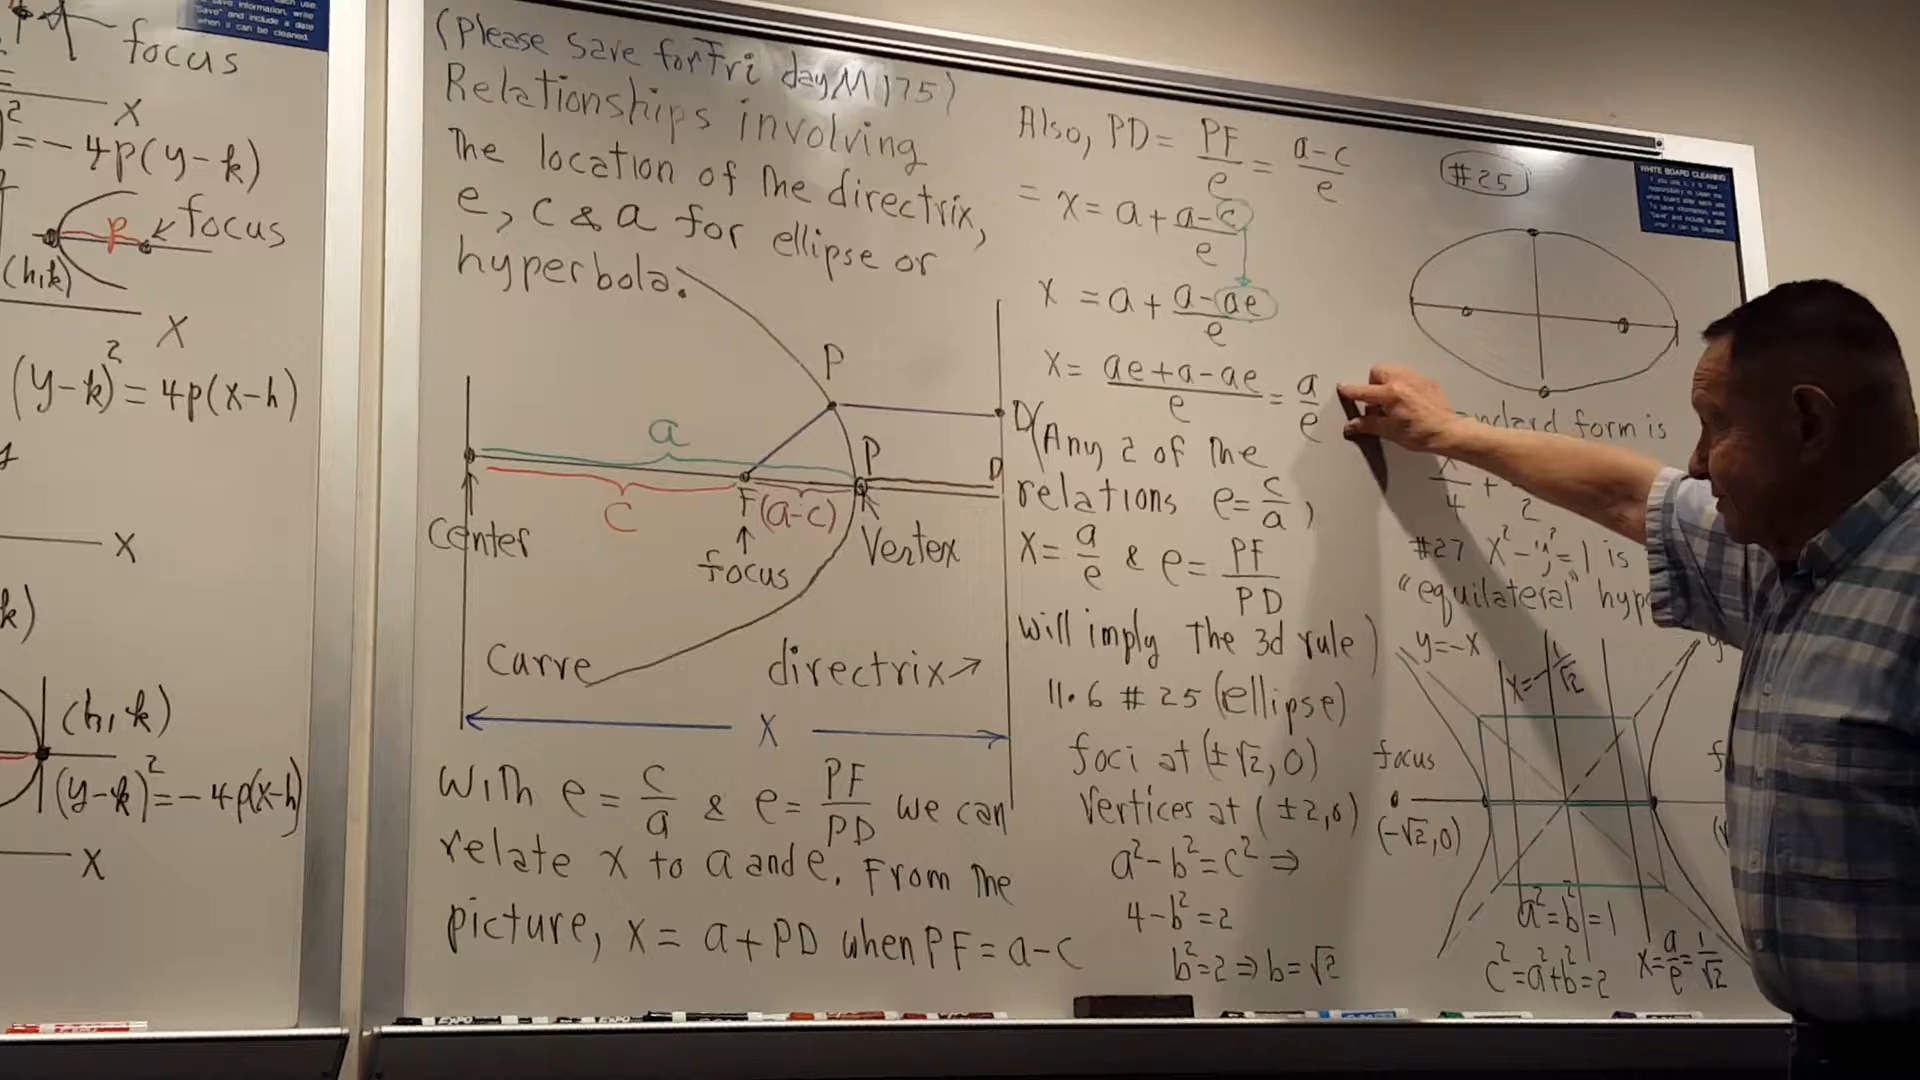 focus
X
= -4p(y-k)
p
focus
(h,k)
X
(y-k)² = 4p(x-h)
X
k)
(h,k)
(y-k)² = -4p(x-h)
X
(Please save for Friday M175)
Relationships involving
the location of the directrix,
e, c & a for ellipse or
hyperbola.
P
D
a
P
D
C
F
(a-c)
Center
focus
Vertex
Curve
directrix↗
X
With e = c/a & e = PF/PD we can
relate x to a and e. From the
picture, x = a + PD when PF = a-c
Also, PD = PF/e = (a-c)/e
= x = a + (a-c)/e
x = a + (a-ae)/e
x = (ae+a-ae)/e = a/e
(Any 2 of the
relations e = c/a,
x = a/e & e = PF/PD
will imply the 3d rule)
11.6 #25 (ellipse)
foci at (±√2, 0)
Vertices at (±2, 0)
a² - b² = c² ⇒
4 - b² = 2
b² = 2 ⇒ b = √2
#25
WHITE BOARD CLEANING
form is
4
+
2
#27 x² - y² = 1 is
"equilateral"
y = -x
x = -1/√2
focus
(-√2, 0)
a² = b² = 1
c² = a² + b² = 2
x = a/e = 1/√2